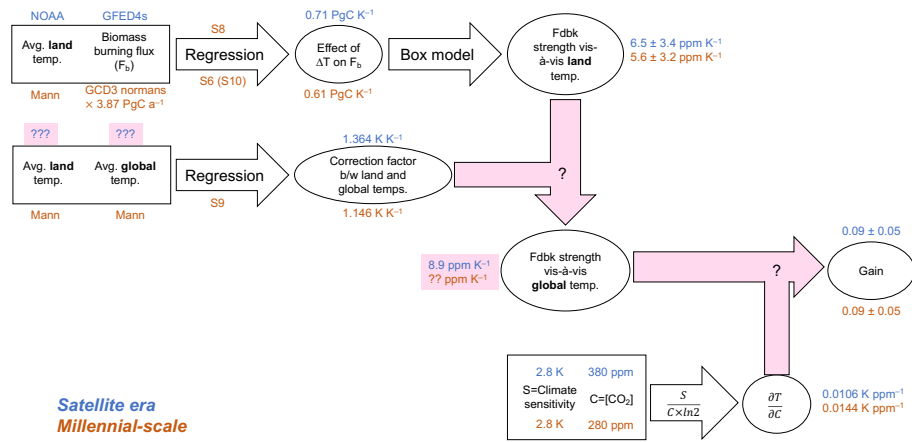 NOAA
GFED4s
Avg. land
temp.
Biomass
burning flux
(Fb)
Mann
GCD3 normans
× 3.87 PgC a⁻¹
S8
Regression
S6 (S10)
0.71 PgC K⁻¹
Effect of
ΔT on Fb
0.61 PgC K⁻¹
Box model
Fdbk
strength vis-
à-vis land
temp.
6.5 ± 3.4 ppm K⁻¹
5.6 ± 3.2 ppm K⁻¹
???
???
Avg. land
temp.
Avg. global
temp.
Mann
Mann
Regression
S9
1.364 K K⁻¹
Correction factor
b/w land and
global temps.
1.146 K K⁻¹
?
8.9 ppm K⁻¹
?? ppm K⁻¹
Fdbk strength
vis-à-vis
global temp.
?
0.09 ± 0.05
Gain
0.09 ± 0.05
2.8 K
380 ppm
S=Climate
sensitivity
C=[CO₂]
2.8 K
280 ppm
S
C×ln2
∂T
∂C
0.0106 K ppm⁻¹
0.0144 K ppm⁻¹
Satellite era
Millennial-scale